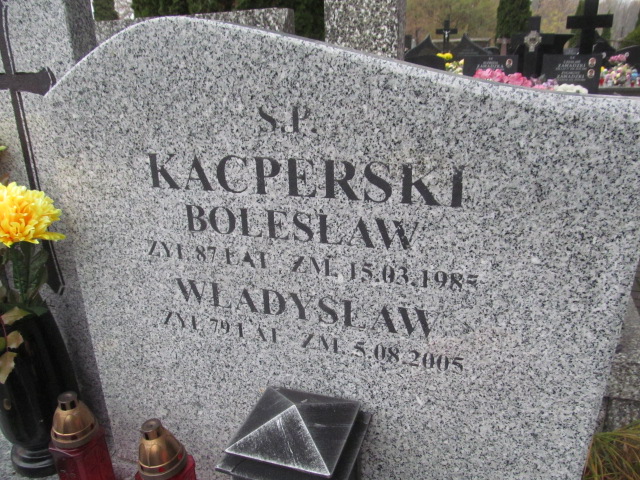 Ś.P.
KACPERSKI
BOLESŁAW
ŻYŁ 87 LAT ZM. 15.03.1985
WŁADYSŁAW
ŻYŁ 79 LAT ZM. 5.08.2005